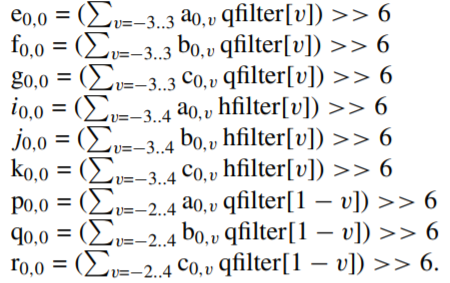 e₀,₀ = (∑ᵥ₌₋₃..₃ a₀,ᵥ qfilter[v]) >> 6
f₀,₀ = (∑ᵥ₌₋₃..₃ b₀,ᵥ qfilter[v]) >> 6
g₀,₀ = (∑ᵥ₌₋₃..₃ c₀,ᵥ qfilter[v]) >> 6
i₀,₀ = (∑ᵥ₌₋₃..₄ a₀,ᵥ hfilter[v]) >> 6
j₀,₀ = (∑ᵥ₌₋₃..₄ b₀,ᵥ hfilter[v]) >> 6
k₀,₀ = (∑ᵥ₌₋₃..₄ c₀,ᵥ hfilter[v]) >> 6
p₀,₀ = (∑ᵥ₌₋₂..₄ a₀,ᵥ qfilter[1 − v]) >> 6
q₀,₀ = (∑ᵥ₌₋₂..₄ b₀,ᵥ qfilter[1 − v]) >> 6
r₀,₀ = (∑ᵥ₌₋₂..₄ c₀,ᵥ qfilter[1 − v]) >> 6.